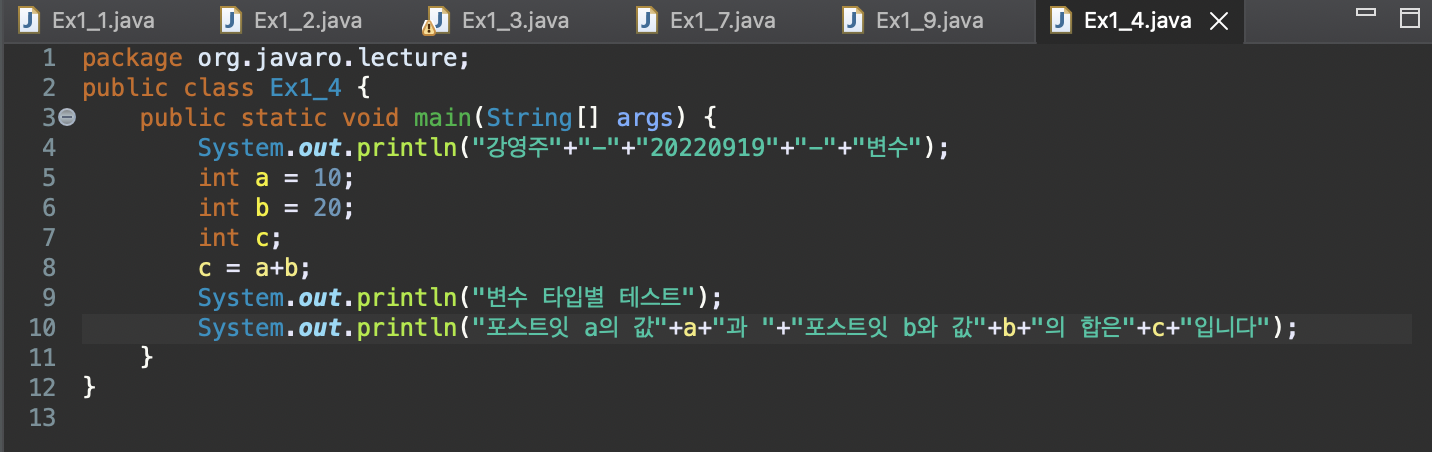 Ex1_1.java Ex1_2.java Ex1_3.java Ex1_7.java Ex1_9.java Ex1_4.java
1 package org.javaro.lecture;
2 public class Ex1_4 {
3 public static void main(String[] args) {
4 System.out.println("강영주"+"-"+"20220919"+"-"+"변수");
5 int a = 10;
6 int b = 20;
7 int c;
8 c = a+b;
9 System.out.println("변수 타입별 테스트");
10 System.out.println("포스트잇 a의 값"+a+"과 "+"포스트잇 b와 값"+b+"의 합은"+c+"입니다");
11 }
12 }
13